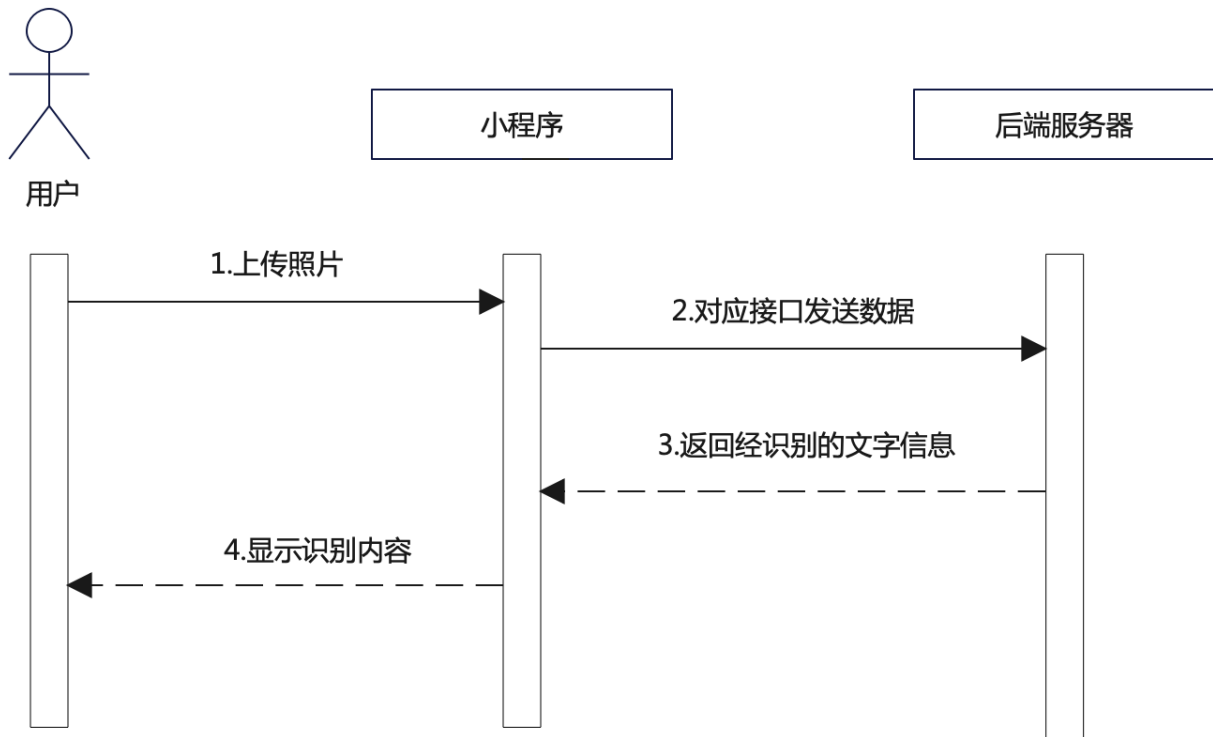 小程序
后端服务器
用户
1.上传照片
2.对应接口发送数据
3.返回经识别的文字信息
4.显示识别内容